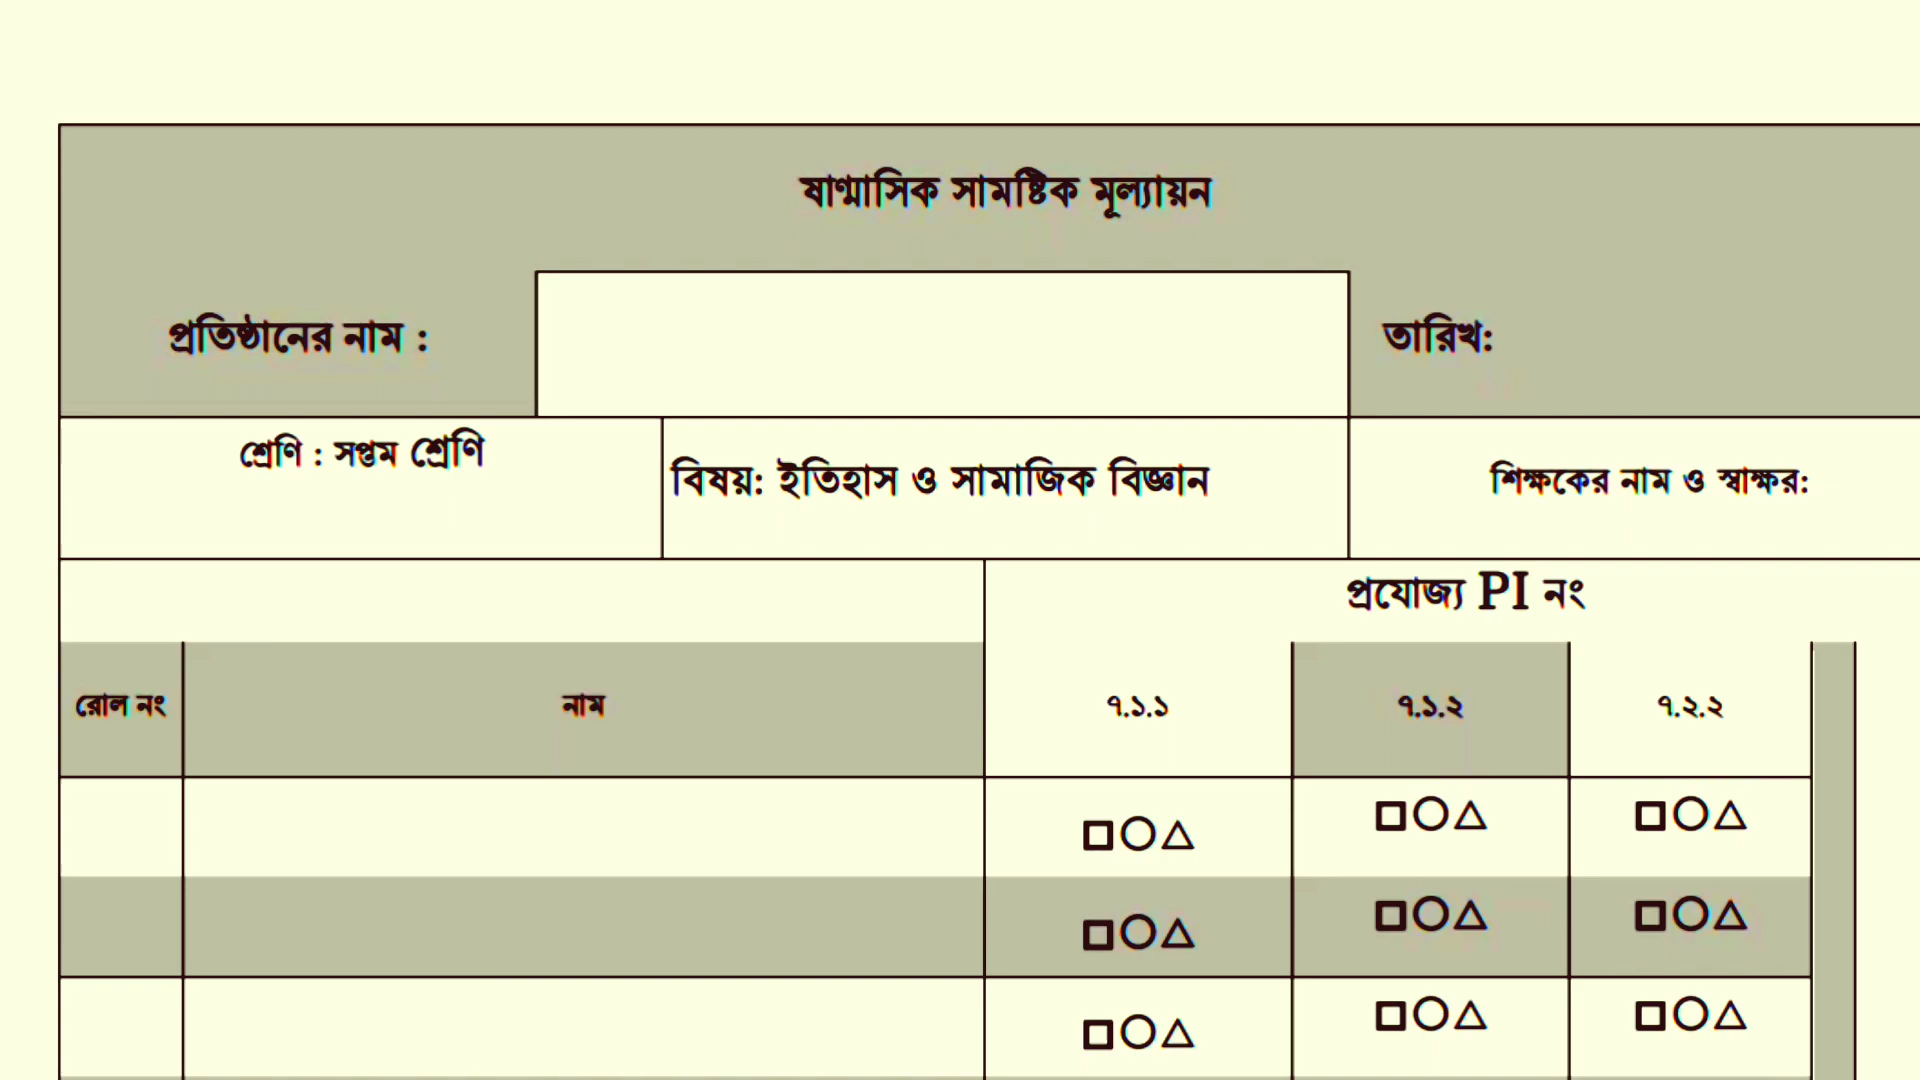 ষাণ্মাসিক সামষ্টিক মূল্যায়ন
প্রতিষ্ঠানের নাম :
তারিখ:
শ্রেণি : সপ্তম শ্রেণি
বিষয়: ইতিহাস ও সামাজিক বিজ্ঞান
শিক্ষকের নাম ও স্বাক্ষর:
প্রযোজ্য PI নং
রোল নং
নাম
৭.১.১
৭.১.২
৭.২.২